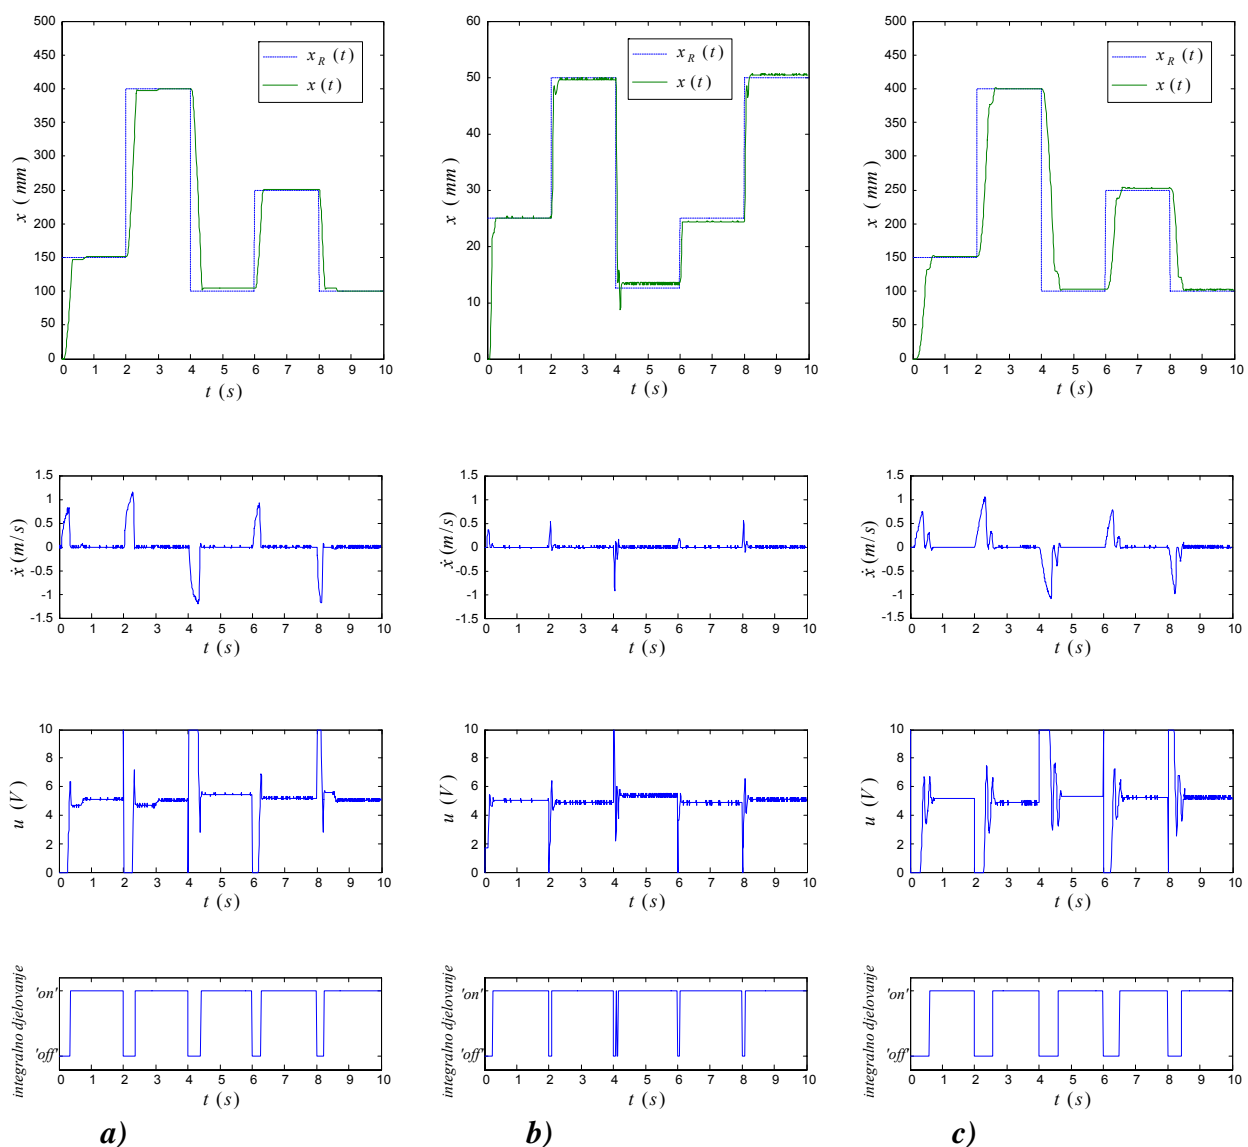 500
450
400
350
300
250
200
150
100
50
0
x (mm)
x_R (t)
x (t)
0 1 2 3 4 5 6 7 8 9 10
t (s)
60
50
40
30
20
10
0
x (mm)
x_R (t)
x (t)
0 1 2 3 4 5 6 7 8 9 10
t (s)
500
450
400
350
300
250
200
150
100
50
0
x (mm)
x_R (t)
x (t)
0 1 2 3 4 5 6 7 8 9 10
t (s)
1.5
1
0.5
0
-0.5
-1
-1.5
ẋ (m/s)
0 1 2 3 4 5 6 7 8 9 10
t (s)
1.5
1
0.5
0
-0.5
-1
-1.5
ẋ (m/s)
0 1 2 3 4 5 6 7 8 9 10
t (s)
1.5
1
0.5
0
-0.5
-1
-1.5
ẋ (m/s)
0 1 2 3 4 5 6 7 8 9 10
t (s)
10
8
6
4
2
0
u (V)
0 1 2 3 4 5 6 7 8 9 10
t (s)
10
8
6
4
2
0
u (V)
0 1 2 3 4 5 6 7 8 9 10
t (s)
10
8
6
4
2
0
u (V)
0 1 2 3 4 5 6 7 8 9 10
t (s)
integralno djelovanje
'on'
'off'
0 1 2 3 4 5 6 7 8 9 10
t (s)
integralno djelovanje
'on'
'off'
0 1 2 3 4 5 6 7 8 9 10
t (s)
integralno djelovanje
'on'
'off'
0 1 2 3 4 5 6 7 8 9 10
t (s)
a)
b)
c)